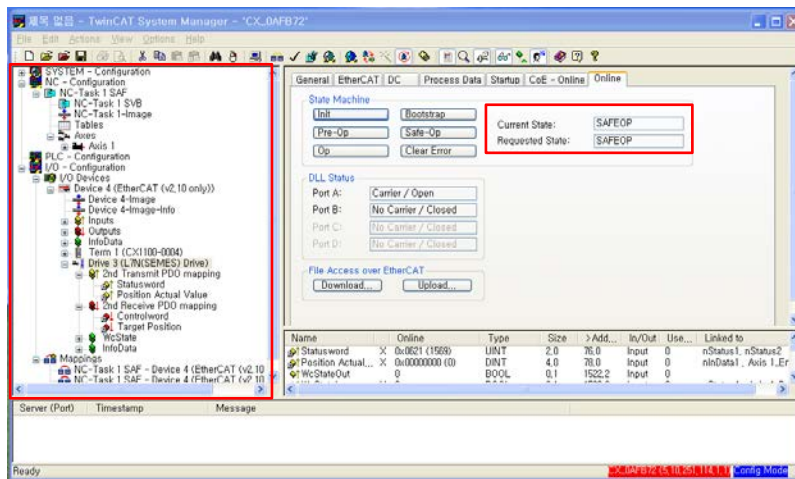 제목 없음 - TwinCAT System Manager - 'CX_0AFB72'
File Edit Actions View Options Help
SYSTEM - Configuration
NC - Configuration
NC-Task 1 SAF
NC-Task 1 SVB
NC-Task 1-Image
Tables
Axes
Axis 1
PLC - Configuration
I/O - Configuration
I/O Devices
Device 4 (EtherCAT (v2,10 only))
Device 4-Image
Device 4-Image-Info
Inputs
Outputs
InfoData
Term 1 (CX1100-0004)
Drive 3 (L7N(SEMES) Drive)
2nd Transmit PDO mapping
Statusword
Position Actual Value
2nd Receive PDO mapping
Controlword
Target Position
WcState
InfoData
Mappings
NC-Task 1 SAF - Device 4 (EtherCAT (v2,10
NC-Task 1 SAF - Device 4 (EtherCAT (v2,10
General EtherCAT DC Process Data Startup CoE - Online Online
State Machine
Init Bootstrap
Pre-Op Safe-Op
Op Clear Error
Current State: SAFEOP
Requested State: SAFEOP
DLL Status
Port A: Carrier / Open
Port B: No Carrier / Closed
Port C: No Carrier / Closed
Port D: No Carrier / Closed
File Access over EtherCAT
Download... Upload...
Name Online Type Size >Add... In/Out Use... Linked to
Statusword X 0x0621 (1569) UINT 2,0 76,0 Input 0 nStatus1, nStatus2
Position Actual... X 0x00000000 (0) DINT 4,0 78,0 Input 0 nInData1 , Axis 1_Er
WcStateOut 0 BOOL 0,1 1522,2 Input 0
Server (Port) Timestamp Message
Ready CX_0AFB72 (5,10,251,114,1,1) Config Mode